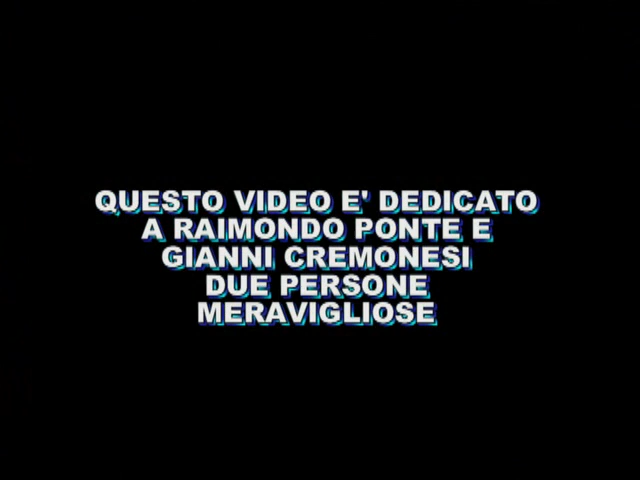 QUESTO VIDEO E' DEDICATO
A RAIMONDO PONTE E
GIANNI CREMONESI
DUE PERSONE
MERAVIGLIOSE